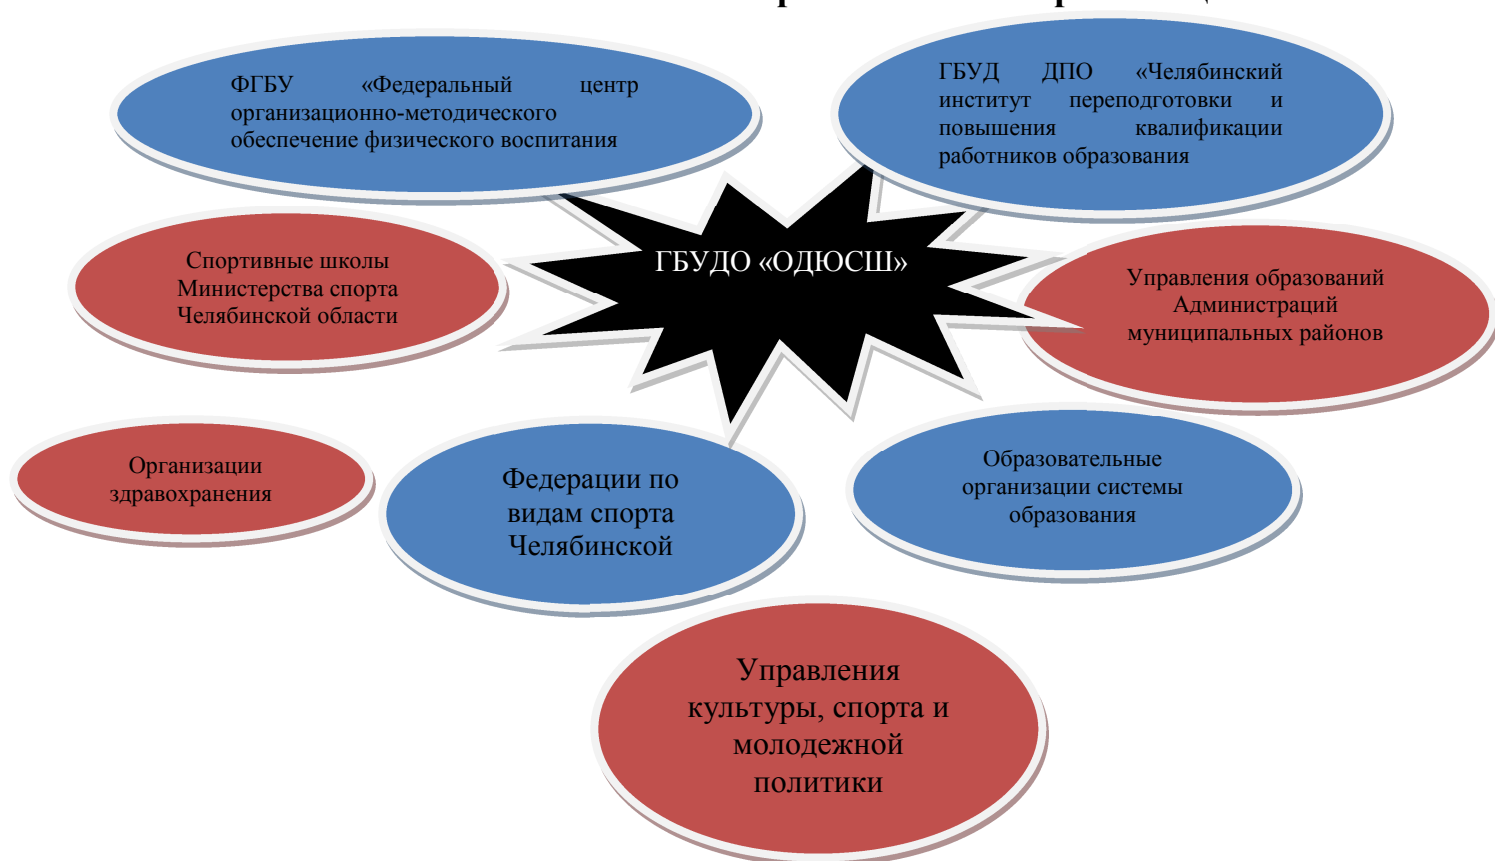 ФГБУ «Федеральный центр
организационно-методического
обеспечение физического воспитания
ГБУД ДПО «Челябинский
институт переподготовки и
повышения квалификации
работников образования
ГБУДО «ОДЮСШ»
Спортивные школы
Министерства спорта
Челябинской области
Управления образований
Администраций
муниципальных районов
Организации
здравохранения
Федерации по
видам спорта
Челябинской
Образовательные
организации системы
образования
Управления
культуры, спорта и
молодежной
политики